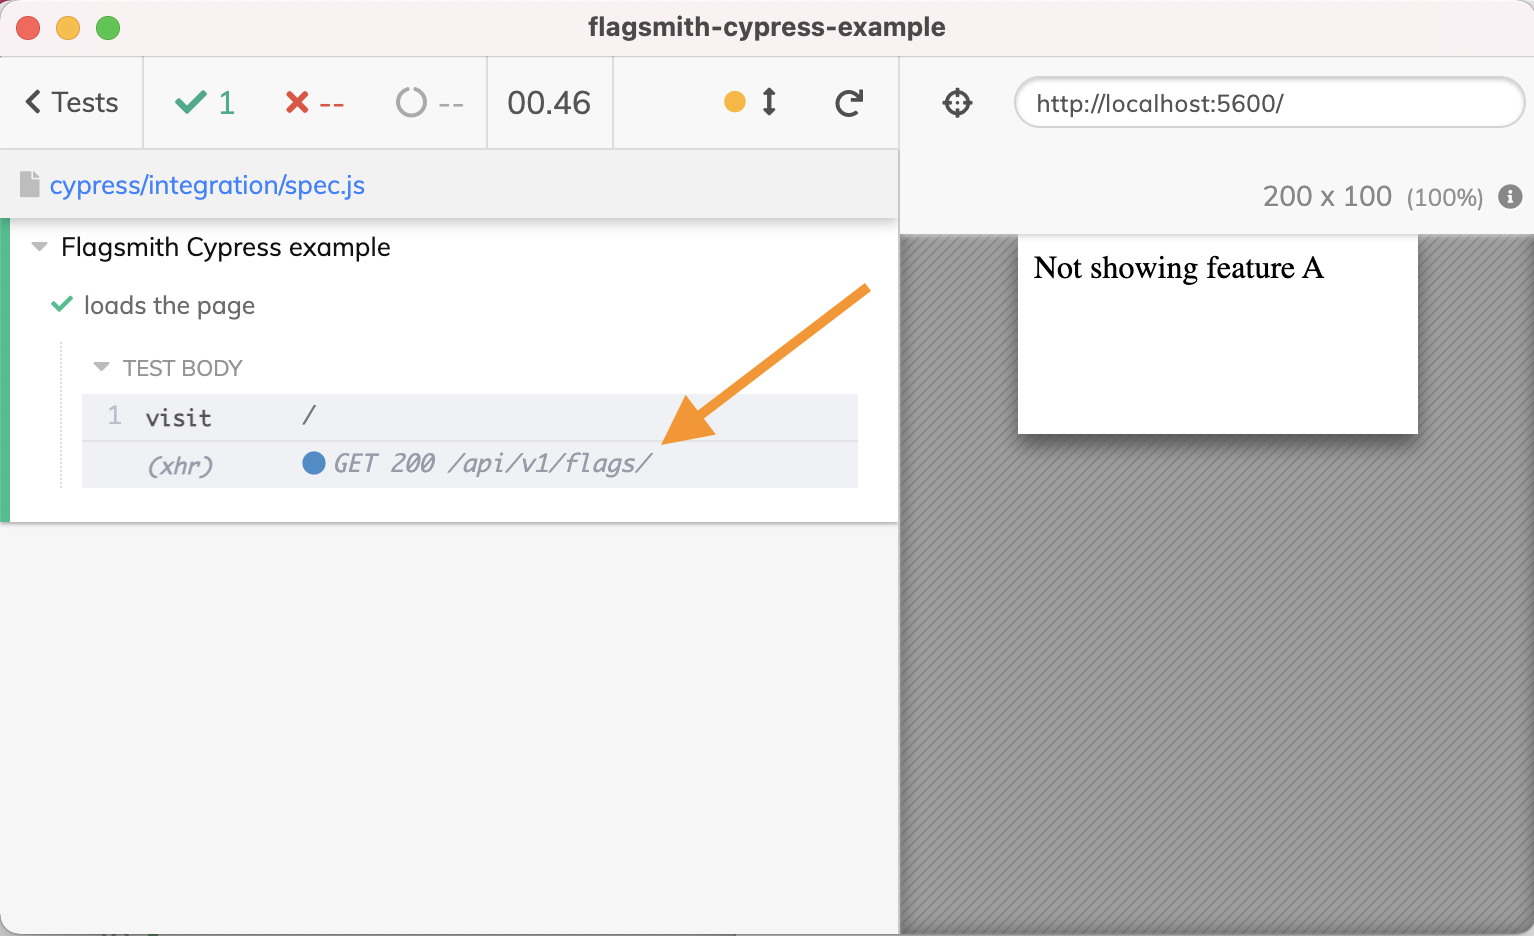 flagsmith-cypress-example
Tests 1 -- -- 00.46
http://localhost:5600/
cypress/integration/spec.js
200 x 100 (100%)
Flagsmith Cypress example
loads the page
TEST BODY
1 visit /
(xhr) GET 200 /api/v1/flags/
Not showing feature A